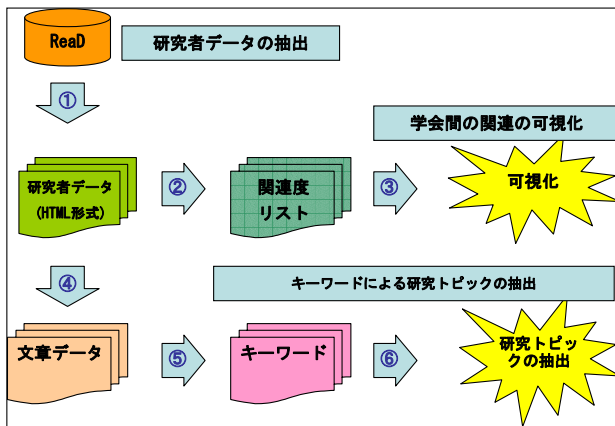 ReaD
研究者データの抽出
①
学会間の関連の可視化
研究者データ
(HTML形式)
②
関連度
リスト
③
可視化
④
キーワードによる研究トピックの抽出
文章データ
⑤
キーワード
⑥
研究トピッ
クの抽出